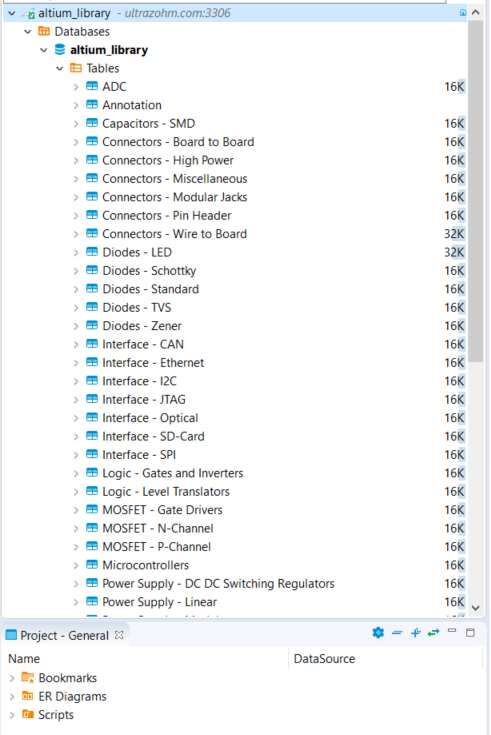 altium_library - ultrazohm.com:3306
Databases
altium_library
Tables
ADC 16K
Annotation
Capacitors - SMD 16K
Connectors - Board to Board 16K
Connectors - High Power 16K
Connectors - Miscellaneous 16K
Connectors - Modular Jacks 16K
Connectors - Pin Header 16K
Connectors - Wire to Board 32K
Diodes - LED 32K
Diodes - Schottky 16K
Diodes - Standard 16K
Diodes - TVS 16K
Diodes - Zener 16K
Interface - CAN 16K
Interface - Ethernet 16K
Interface - I2C 16K
Interface - JTAG 16K
Interface - Optical 16K
Interface - SD-Card 16K
Interface - SPI 16K
Logic - Gates and Inverters 16K
Logic - Level Translators 16K
MOSFET - Gate Drivers 16K
MOSFET - N-Channel 16K
MOSFET - P-Channel 16K
Microcontrollers 16K
Power Supply - DC DC Switching Regulators 16K
Power Supply - Linear 16K
Project - General
Name DataSource
Bookmarks
ER Diagrams
Scripts